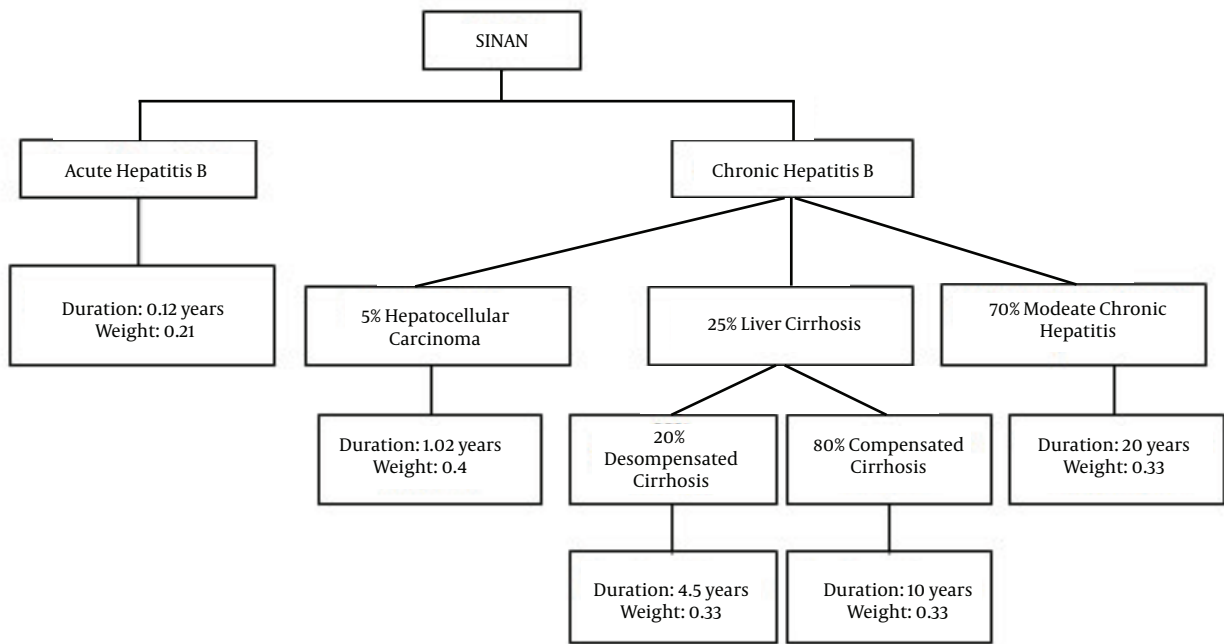 SINAN
Acute Hepatitis B
Chronic Hepatitis B
Duration: 0.12 years
Weight: 0.21
5% Hepatocellular
Carcinoma
25% Liver Cirrhosis
70% Modeate Chronic
Hepatitis
Duration: 1.02 years
Weight: 0.4
20%
Desompensated
Cirrhosis
80% Compensated
Cirrhosis
Duration: 20 years
Weight: 0.33
Duration: 4.5 years
Weight: 0.33
Duration: 10 years
Weight: 0.33